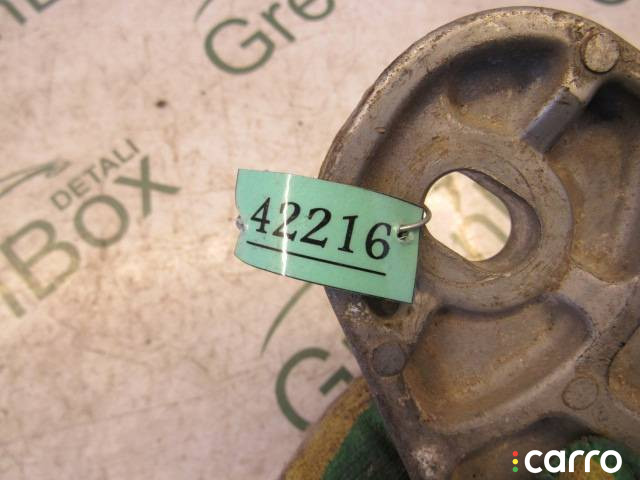 Gre
DETALI
Box
42216
carro